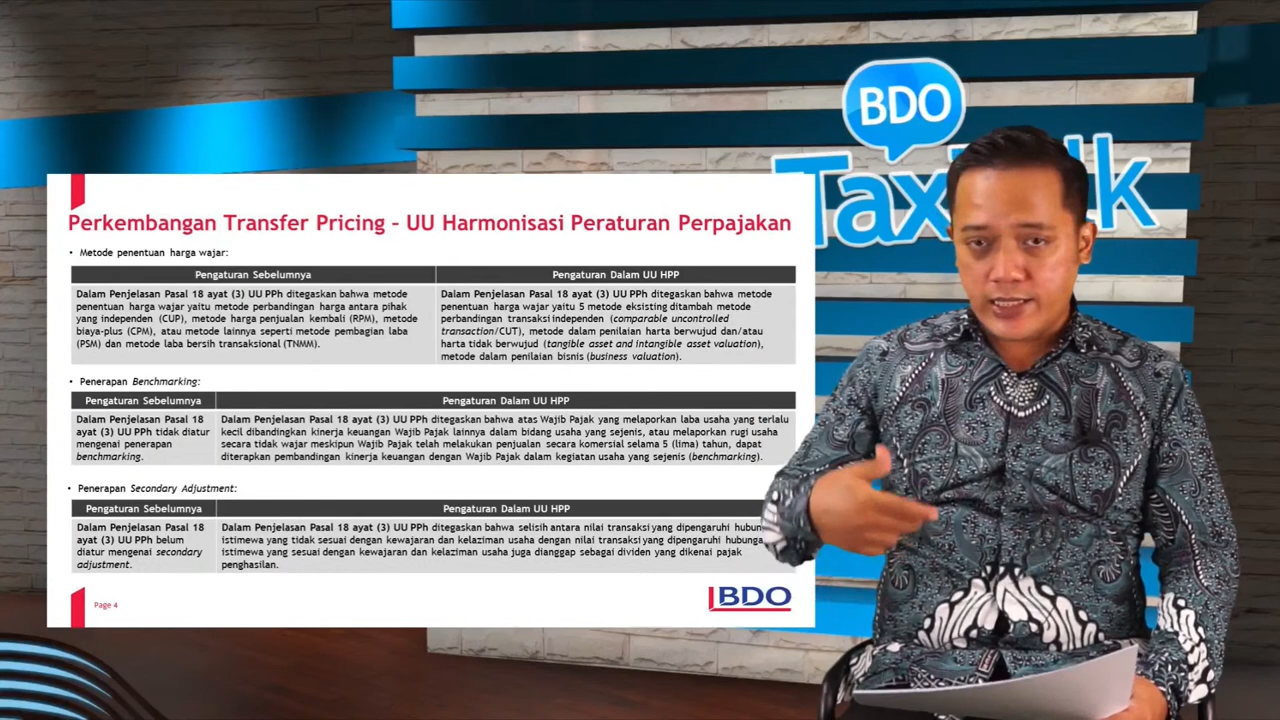 BDO
Tax lk
Perkembangan Transfer Pricing - UU Harmonisasi Peraturan Perpajakan
• Metode penentuan harga wajar:
Pengaturan Sebelumnya
Pengaturan Dalam UU HPP
Dalam Penjelasan Pasal 18 ayat (3) UU PPh ditegaskan bahwa metode
penentuan harga wajar yaitu metode perbandingan harga antara pihak
yang independen (CUP), metode harga penjualan kembali (RPM), metode
biaya-plus (CPM), atau metode lainnya seperti metode pembagian laba
(PSM) dan metode laba bersih transaksional (TNMM).
Dalam Penjelasan Pasal 18 ayat (3) UU PPh ditegaskan bahwa metode
penentuan harga wajar yaitu 5 metode eksisting ditambah metode
perbandingan transaksi independen (comparable uncontrolled
transaction/CUT), metode dalam penilaian harta berwujud dan/atau
harta tidak berwujud (tangible asset and intangible asset valuation),
metode dalam penilaian bisnis (business valuation).
• Penerapan Benchmarking:
Pengaturan Sebelumnya
Pengaturan Dalam UU HPP
Dalam Penjelasan Pasal 18
ayat (3) UU PPh tidak diatur
mengenai penerapan
benchmarking.
Dalam Penjelasan Pasal 18 ayat (3) UU PPh ditegaskan bahwa atas Wajib Pajak yang melaporkan laba usaha yang terlalu
kecil dibandingkan kinerja keuangan Wajib Pajak lainnya dalam bidang usaha yang sejenis, atau melaporkan rugi usaha
secara tidak wajar meskipun Wajib Pajak telah melakukan penjualan secara komersial selama 5 (lima) tahun, dapat
diterapkan pembandingan kinerja keuangan dengan Wajib Pajak dalam kegiatan usaha yang sejenis (benchmarking).
• Penerapan Secondary Adjustment:
Pengaturan Sebelumnya
Pengaturan Dalam UU HPP
Dalam Penjelasan Pasal 18
ayat (3) UU PPh belum
diatur mengenai secondary
adjustment.
Dalam Penjelasan Pasal 18 ayat (3) UU PPh ditegaskan bahwa selisih antara nilai transaksi yang dipengaruhi hubun
istimewa yang tidak sesuai dengan kewajaran dan kelaziman usaha dengan nilai transaksi yang dipengaruhi hubunga
istimewa yang sesuai dengan kewajaran dan kelaziman usaha juga dianggap sebagai dividen yang dikenai pajak
penghasilan.
Page 4
BDO